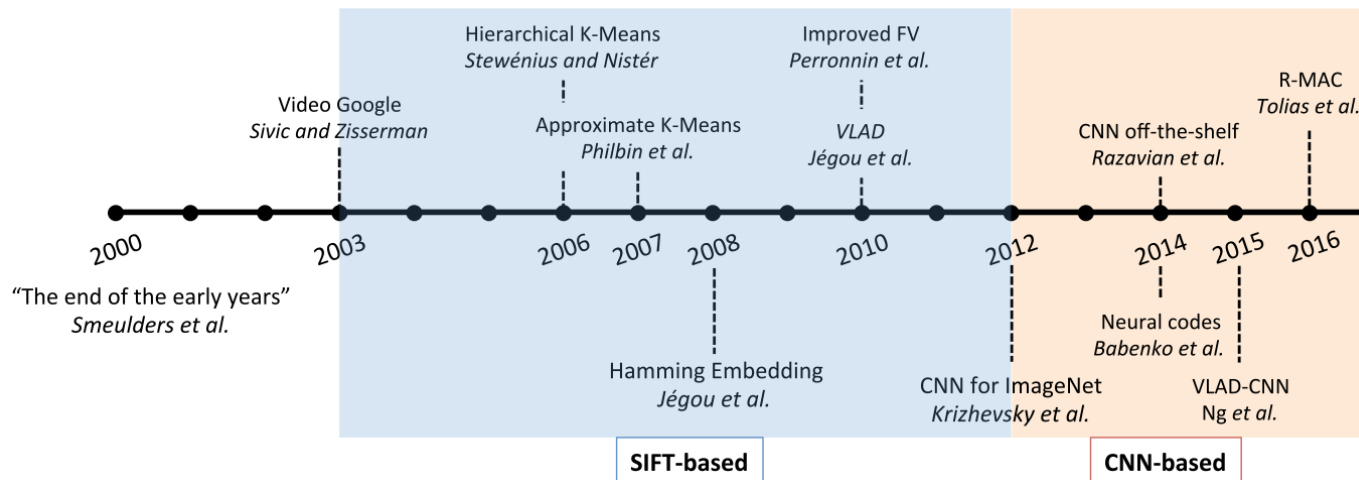 Hierarchical K-Means
Stewénius and Nistér
Improved FV
Perronnin et al.
R-MAC
Tolias et al.
Video Google
Sivic and Zisserman
Approximate K-Means
Philbin et al.
VLAD
Jégou et al.
CNN off-the-shelf
Razavian et al.
2000
2003
2006
2007
2008
2010
2012
2014
2015
2016
“The end of the early years”
Smeulders et al.
Hamming Embedding
Jégou et al.
CNN for ImageNet
Krizhevsky et al.
Neural codes
Babenko et al.
VLAD-CNN
Ng et al.
SIFT-based
CNN-based